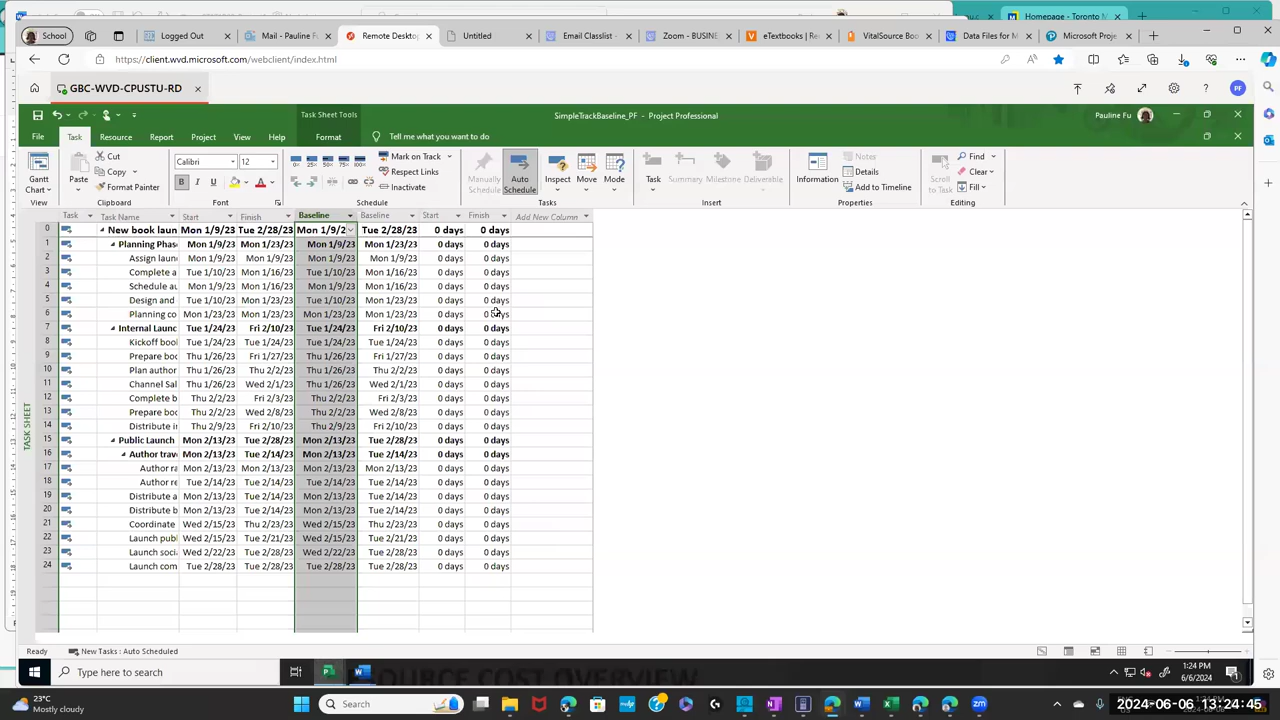 Homepage - Toronto M
School
Logged Out
Mail - Pauline Fu
Remote Desktop
Untitled
Email Classlist -
Zoom - BUSINE
eTextbooks | Res
VitalSource Boo
Data Files for M
Microsoft Proje
https://client.wvd.microsoft.com/webclient/index.html
GBC-WVD-CPUSTU-RD
PF
Task Sheet Tools
SimpleTrackBaseline_PF - Project Professional
Pauline Fu
File Task Resource Report Project View Help Format Tell me what you want to do
Gantt Chart
View
Paste
Cut
Copy
Format Painter
Clipboard
Calibri 12
B I U A
Font
0% 25% 50% 75% 100%
Mark on Track
Respect Links
Inactivate
Schedule
Manually Schedule
Auto Schedule
Inspect Move Mode
Tasks
Task Summary Milestone Deliverable
Insert
Information
Notes
Details
Add to Timeline
Properties
Scroll to Task
Find
Clear
Fill
Editing
Task Task Name Start Finish Baseline Baseline Start Finish Add New Column
0 New book laun Mon 1/9/23 Tue 2/28/23 Mon 1/9/2 Tue 2/28/23 0 days 0 days
1 Planning Phase Mon 1/9/23 Mon 1/23/23 Mon 1/9/23 Mon 1/23/23 0 days 0 days
2 Assign laun Mon 1/9/23 Mon 1/9/23 Mon 1/9/23 Mon 1/9/23 0 days 0 days
3 Complete a Tue 1/10/23 Mon 1/16/23 Tue 1/10/23 Mon 1/16/23 0 days 0 days
4 Schedule au Mon 1/9/23 Mon 1/16/23 Mon 1/9/23 Mon 1/16/23 0 days 0 days
5 Design and Tue 1/10/23 Mon 1/23/23 Tue 1/10/23 Mon 1/23/23 0 days 0 days
6 Planning co Mon 1/23/23 Mon 1/23/23 Mon 1/23/23 Mon 1/23/23 0 days 0 days
7 Internal Launc Tue 1/24/23 Fri 2/10/23 Tue 1/24/23 Fri 2/10/23 0 days 0 days
8 Kickoff book Tue 1/24/23 Tue 1/24/23 Tue 1/24/23 Tue 1/24/23 0 days 0 days
9 Prepare boo Thu 1/26/23 Fri 1/27/23 Thu 1/26/23 Fri 1/27/23 0 days 0 days
10 Plan author Thu 1/26/23 Thu 2/2/23 Thu 1/26/23 Thu 2/2/23 0 days 0 days
11 Channel Sal Thu 1/26/23 Wed 2/1/23 Thu 1/26/23 Wed 2/1/23 0 days 0 days
12 Complete b Thu 2/2/23 Fri 2/3/23 Thu 2/2/23 Fri 2/3/23 0 days 0 days
13 Prepare boo Thu 2/2/23 Wed 2/8/23 Thu 2/2/23 Wed 2/8/23 0 days 0 days
14 Distribute i Thu 2/9/23 Fri 2/10/23 Thu 2/9/23 Fri 2/10/23 0 days 0 days
15 Public Launch Mon 2/13/23 Tue 2/28/23 Mon 2/13/23 Tue 2/28/23 0 days 0 days
16 Author trave Mon 2/13/23 Tue 2/14/23 Mon 2/13/23 Tue 2/14/23 0 days 0 days
17 Author ra Mon 2/13/23 Mon 2/13/23 Mon 2/13/23 Mon 2/13/23 0 days 0 days
18 Author re Tue 2/14/23 Tue 2/14/23 Tue 2/14/23 Tue 2/14/23 0 days 0 days
19 Distribute a Mon 2/13/23 Tue 2/14/23 Mon 2/13/23 Tue 2/14/23 0 days 0 days
20 Distribute b Mon 2/13/23 Tue 2/14/23 Mon 2/13/23 Tue 2/14/23 0 days 0 days
21 Coordinate Wed 2/15/23 Thu 2/23/23 Wed 2/15/23 Thu 2/23/23 0 days 0 days
22 Launch publ Wed 2/15/23 Tue 2/21/23 Wed 2/15/23 Tue 2/21/23 0 days 0 days
23 Launch soci Wed 2/22/23 Tue 2/28/23 Wed 2/22/23 Tue 2/28/23 0 days 0 days
24 Launch com Tue 2/28/23 Tue 2/28/23 Tue 2/28/23 Tue 2/28/23 0 days 0 days
TASK SHEET
Ready New Tasks : Auto Scheduled
Type here to search
1:24 PM
6/6/2024
SOURCE COST OVERVIEW
23°C
Mostly cloudy
Search
2024-06-06 13:24:45